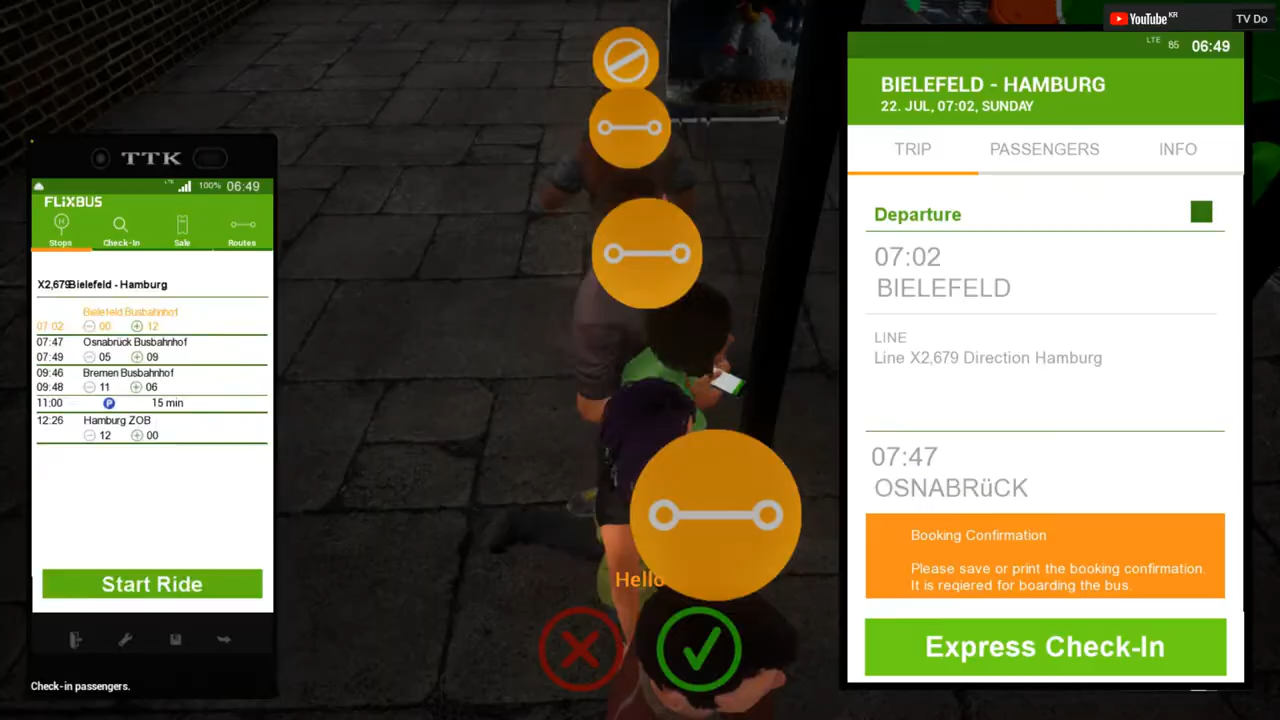 YouTube KR
TV Do
TTK
LTE 100% 06:49
FLiXBUS
Stops Check-In Sale Routes
X2,679Bielefeld - Hamburg
Bielefeld Busbahnhof
07:02 00 12
07:47 Osnabrück Busbahnhof
07:49 05 09
09:46 Bremen Busbahnhof
09:48 11 06
11:00 P 15 min
12:26 Hamburg ZOB
12 00
Start Ride
Check-in passengers.
Hello
LTE 85 06:49
BIELEFELD - HAMBURG
22. JUL, 07:02, SUNDAY
TRIP PASSENGERS INFO
Departure
07:02
BIELEFELD
LINE
Line X2,679 Direction Hamburg
07:47
OSNABRüCK
Booking Confirmation
Please save or print the booking confirmation.
It is reqiered for boarding the bus.
Express Check-In